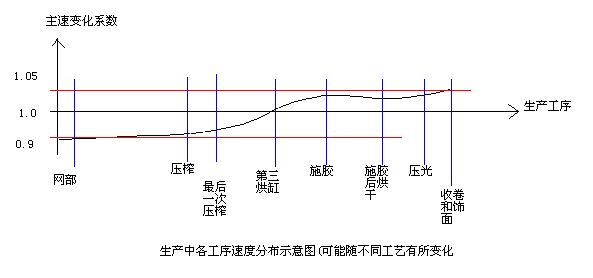 主速变化系数
1.05
1.0
0.9
生产工序
网部
压榨
最后
一次
压榨
第三
烘缸
施胶
施胶
后烘
干
压光
收卷
和饰
面
生产中各工序速度分布示意图(可能随不同工艺有所变化